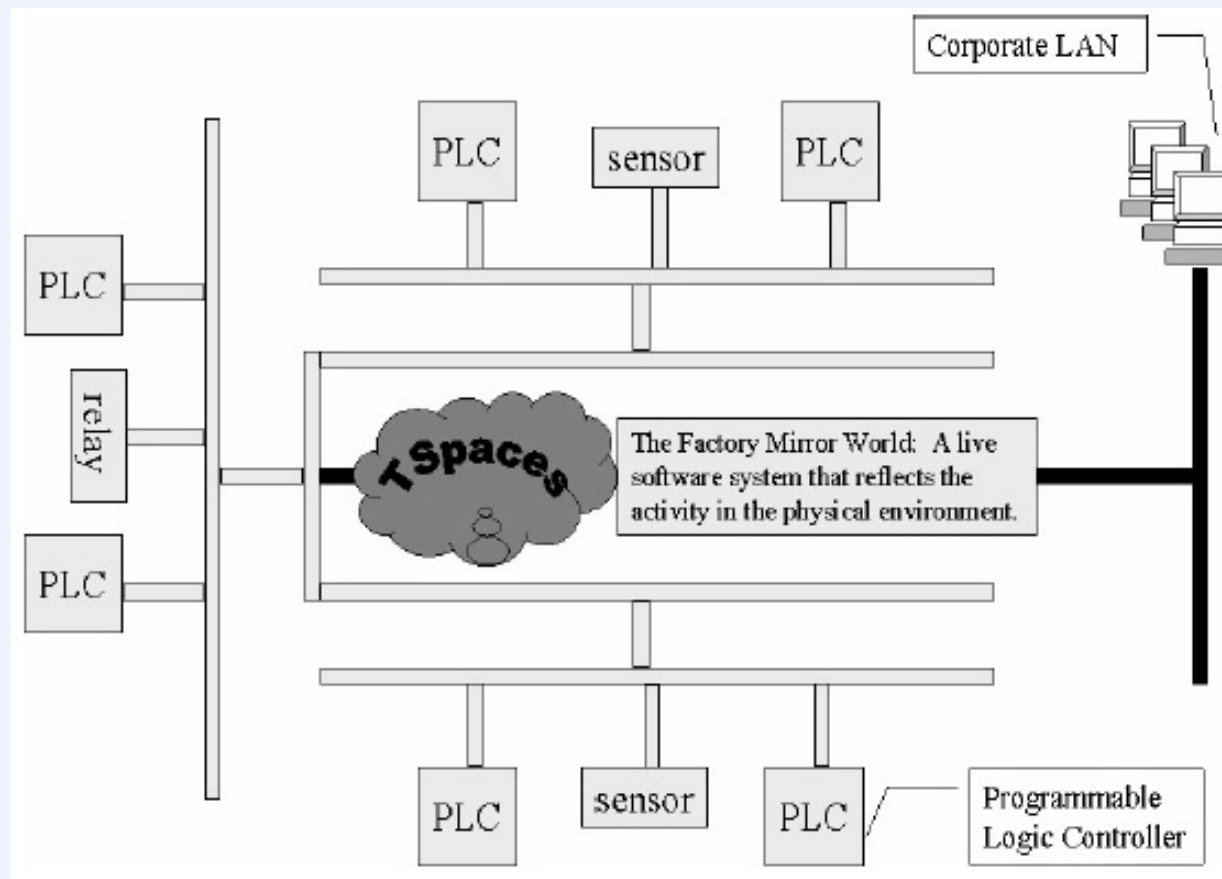 Corporate LAN
PLC
sensor
PLC
PLC
relay
TSpaces
The Factory Mirror World: A live
software system that reflects the
activity in the physical environment.
PLC
PLC
sensor
PLC
Programmable
Logic Controller